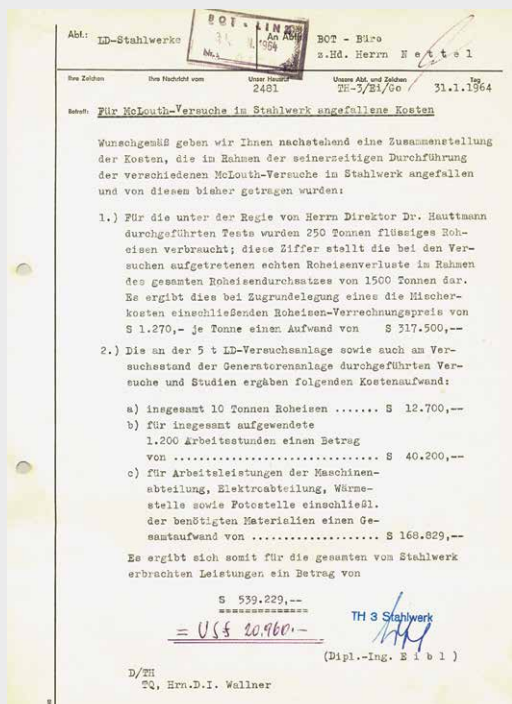 BOT - LINZ
1964
Abt.: LD-Stahlwerke
An Abt.
BOT - Büro
z.Hd. Herrn N e t t e l
Ihre Zeichen Ihre Nachricht vom Unser Hausruf Unsere Abt. und Zeichen Tag
2481 TH-3/Ei/Go 31.1.1964
Betreff: Für McLouth-Versuche im Stahlwerk angefallene Kosten
Wunschgemäß geben wir Ihnen nachstehend eine Zusammenstellung
der Kosten, die im Rahmen der seinerzeitigen Durchführung
der verschiedenen McLouth-Versuche im Stahlwerk angefallen
und von diesem bisher getragen wurden:
1.) Für die unter der Regie von Herrn Direktor Dr. Hauttmann
durchgeführten Tests wurden 250 Tonnen flüssiges Roh-
eisen verbraucht; diese Ziffer stellt die bei den Ver-
suchen aufgetretenen echten Roheisenverluste im Rahmen
des gesamten Roheisendurchsatzes von 1500 Tonnen dar.
Es ergibt dies bei Zugrundelegung eines die Mischer-
kosten einschließenden Roheisen-Verrechnungspreis von
S 1.270,- je Tonne einen Aufwand von S 317.500,--
2.) Die an der 5 t LD-Versuchsanlage sowie auch am Ver-
suchsstand der Generatorenanlage durchgeführten Ver-
suche und Studien ergaben folgenden Kostenaufwand:
a) insgesamt 10 Tonnen Roheisen ....... S 12.700,--
b) für insgesamt aufgewendete
1.200 Arbeitsstunden einen Betrag
von .............................. S 40.200,--
c) für Arbeitsleistungen der Maschinen-
abteilung, Elektroabteilung, Wärme-
stelle sowie Fotostelle einschließl.
der benötigten Materialien einen Ge-
samtaufwand von ................... S 168.829,--
Es ergibt sich somit für die gesamten vom Stahlwerk
erbrachten Leistungen ein Betrag von
S 539.229,--
=============
= US$ 20.960.-
TH 3 Stahlwerk
(Dipl.-Ing. E i b l )
D/TH
TQ, Hrn.D.I. Wallner